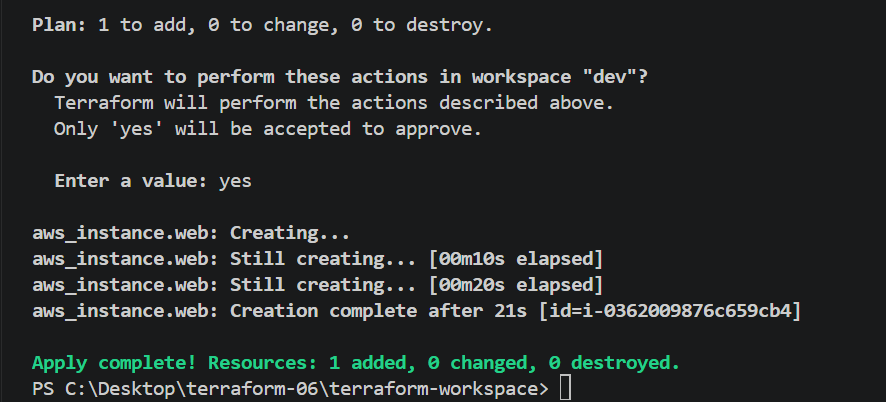 Plan: 1 to add, 0 to change, 0 to destroy.
Do you want to perform these actions in workspace "dev"?
Terraform will perform the actions described above.
Only 'yes' will be accepted to approve.
Enter a value: yes
aws_instance.web: Creating...
aws_instance.web: Still creating... [00m10s elapsed]
aws_instance.web: Still creating... [00m20s elapsed]
aws_instance.web: Creation complete after 21s [id=i-0362009876c659cb4]
Apply complete! Resources: 1 added, 0 changed, 0 destroyed.
PS C:\Desktop\terraform-06\terraform-workspace>